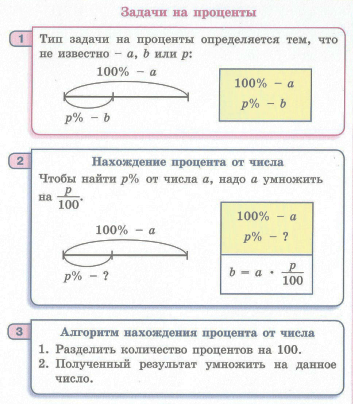 Задачи на проценты
1
Тип задачи на проценты определяется тем, что
не известно – a, b или p:
100% – a
p% – b
100% – a
p% – b
2
Нахождение процента от числа
Чтобы найти p% от числа a, надо a умножить
на p/100.
100% – a
p% – ?
100% – a
p% – ?
b = a · p/100
3
Алгоритм нахождения процента от числа
1. Разделить количество процентов на 100.
2. Полученный результат умножить на данное
число.